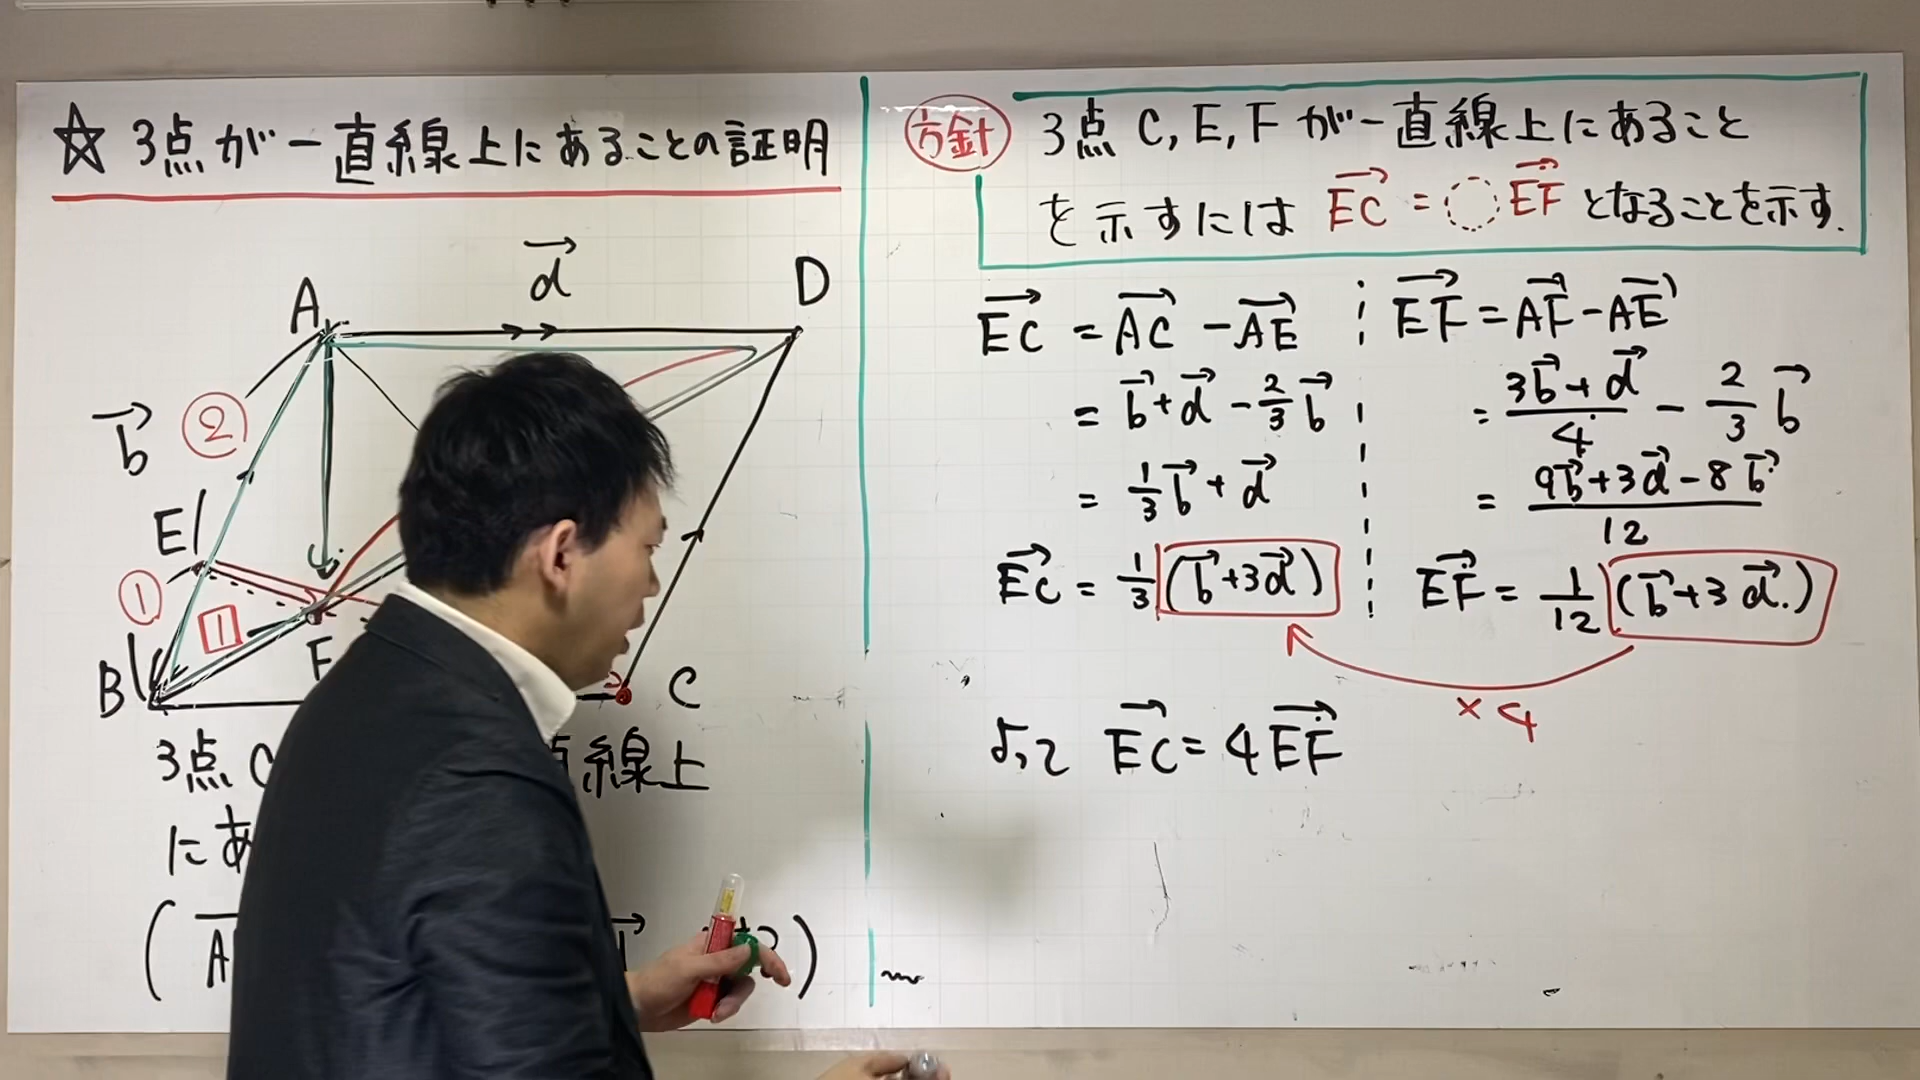 ☆ 3点が一直線上にあることの証明
d→
A
D
b→
②
E
①
1
F
B
C
3点 C
線上
にあ
方針 3点 C, E, F が一直線上にあること
を示すには EC→ = ◯ EF→ となることを示す.
EC→ = AC→ - AE→
= b→ + d→ - 2/3 b→
= 1/3 b→ + d→
EC→ = 1/3 (b→ + 3d→)
EF→ = AF→ - AE→
= (3b→ + d→)/4 - 2/3 b→
= (9b→ + 3d→ - 8b→)/12
EF→ = 1/12 (b→ + 3d→)
×4
よって EC→ = 4EF→